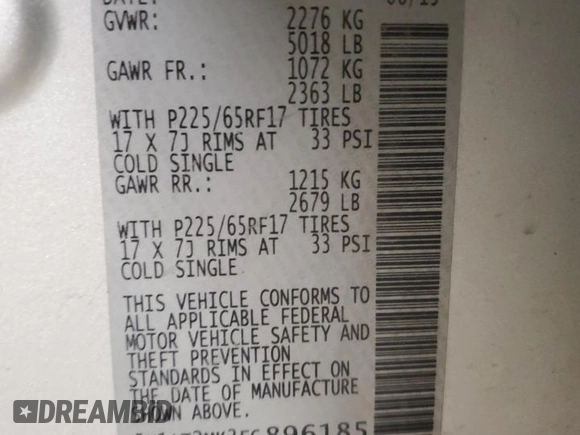 GVWR: 2276 KG
5018 LB
GAWR FR.: 1072 KG
2363 LB
WITH P225/65RF17 TIRES
17 X 7J RIMS AT 33 PSI
COLD SINGLE
GAWR RR.: 1215 KG
2679 LB
WITH P225/65RF17 TIRES
17 X 7J RIMS AT 33 PSI
COLD SINGLE
THIS VEHICLE CONFORMS TO
ALL APPLICABLE FEDERAL
MOTOR VEHICLE SAFETY AND
THEFT PREVENTION
STANDARDS IN EFFECT ON
THE DATE OF MANUFACTURE
SHOWN ABOVE.
896185
DREAMBID